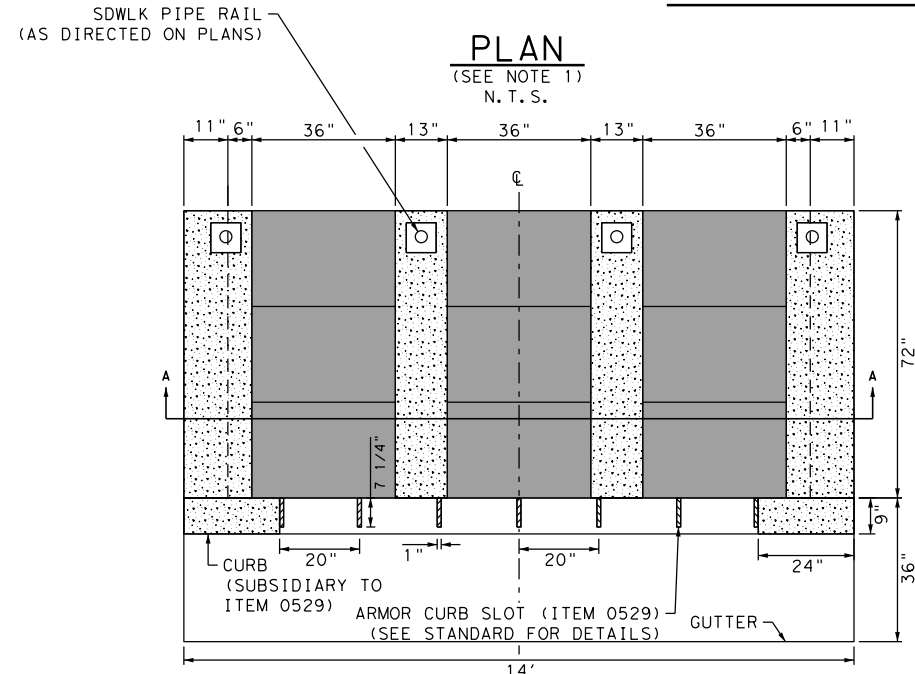 SDWLK PIPE RAIL
(AS DIRECTED ON PLANS)
PLAN
(SEE NOTE 1)
N.T.S.
11" 6" 36" 13" 36" 13" 36" 6" 11"
℄
72"
A A
7 1/4"
9"
1"
20" 20" 24"
36"
CURB
(SUBSIDIARY TO
ITEM 0529)
ARMOR CURB SLOT (ITEM 0529)
(SEE STANDARD FOR DETAILS)
GUTTER
14'